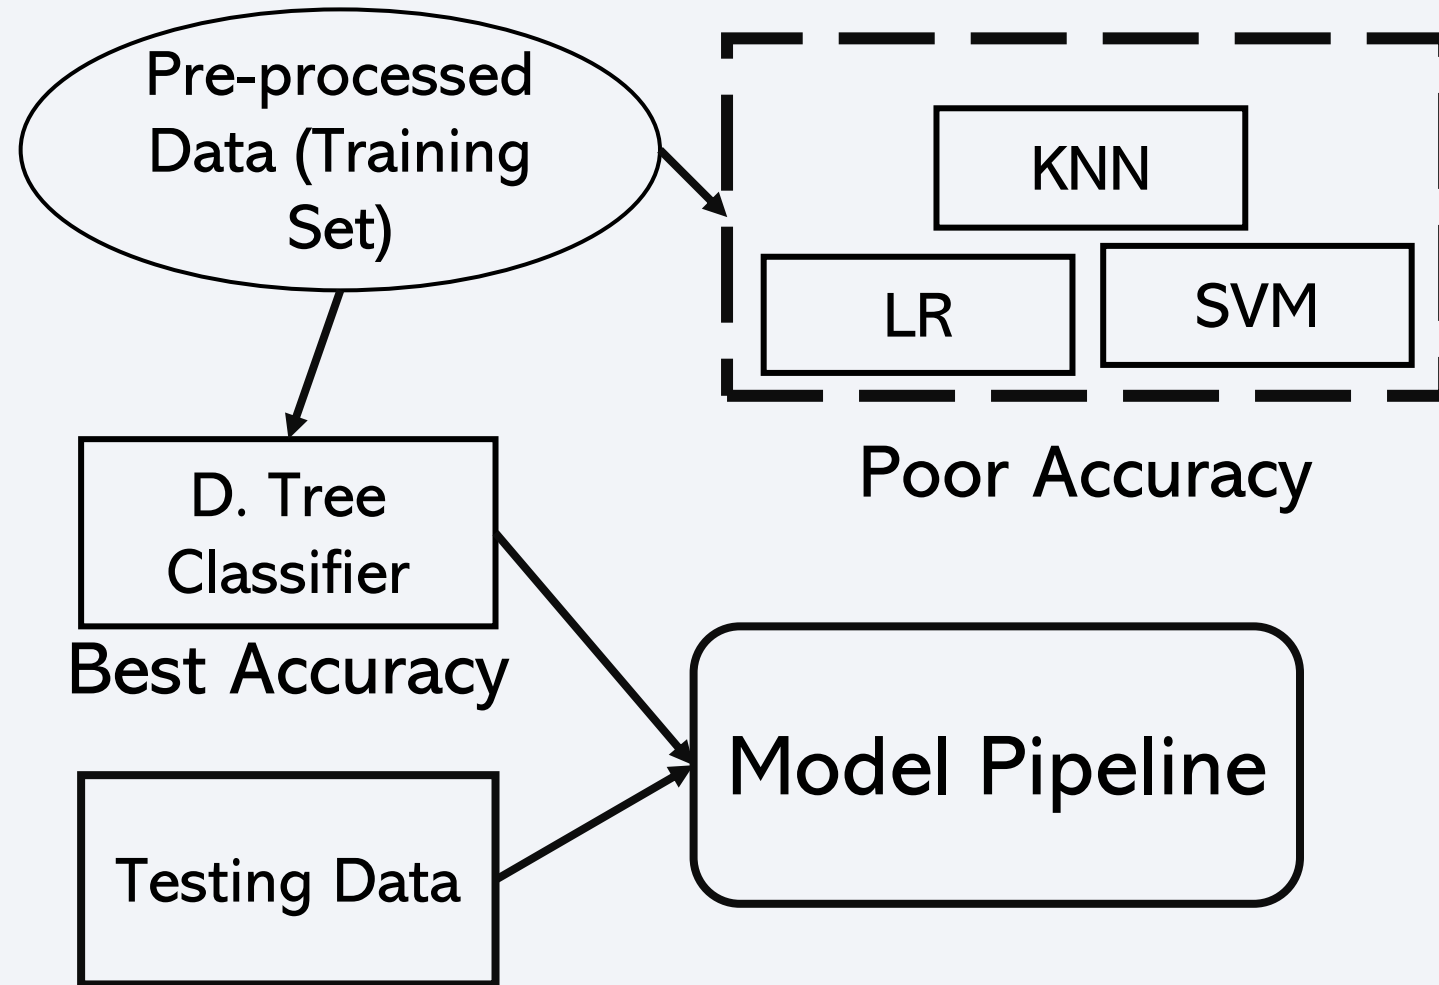 Pre-processed
Data (Training
Set)
KNN
LR
SVM
Poor Accuracy
D. Tree
Classifier
Best Accuracy
Model Pipeline
Testing Data